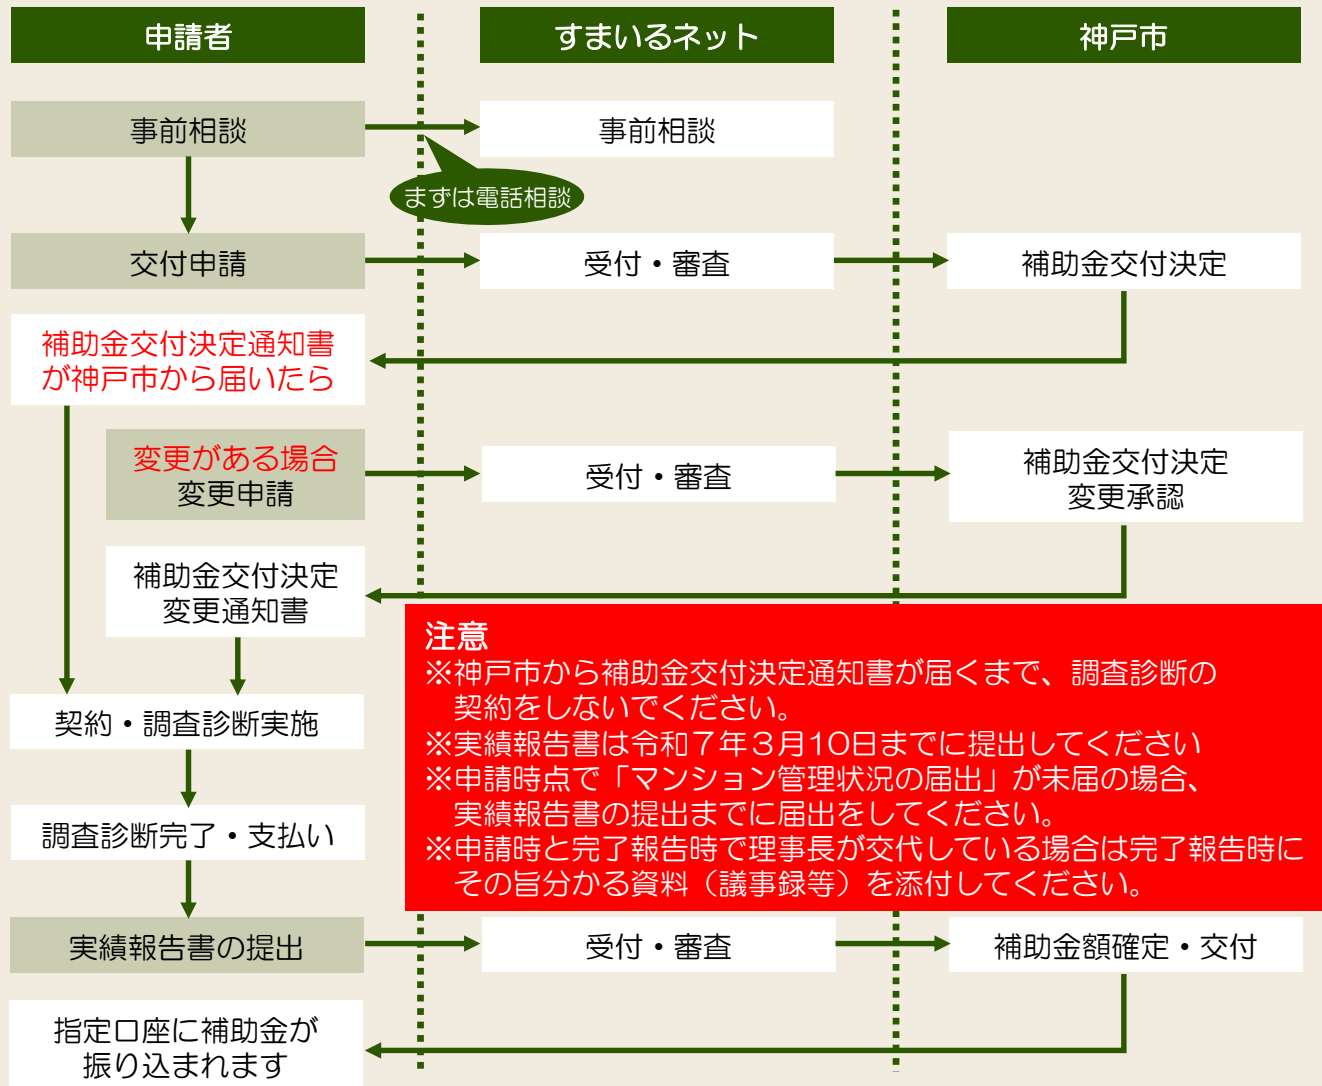 申請者
すまいるネット
神戸市
事前相談
事前相談
まずは電話相談
交付申請
受付・審査
補助金交付決定
補助金交付決定通知書
が神戸市から届いたら
変更がある場合
変更申請
受付・審査
補助金交付決定
変更承認
補助金交付決定
変更通知書
注意
※神戸市から補助金交付決定通知書が届くまで、調査診断の
契約をしないでください。
※実績報告書は令和７年３月10日までに提出してください
※申請時点で「マンション管理状況の届出」が未届の場合、
実績報告書の提出までに届出をしてください。
※申請時と完了報告時で理事長が交代している場合は完了報告時に
その旨分かる資料（議事録等）を添付してください。
契約・調査診断実施
調査診断完了・支払い
実績報告書の提出
受付・審査
補助金額確定・交付
指定口座に補助金が
振り込まれます